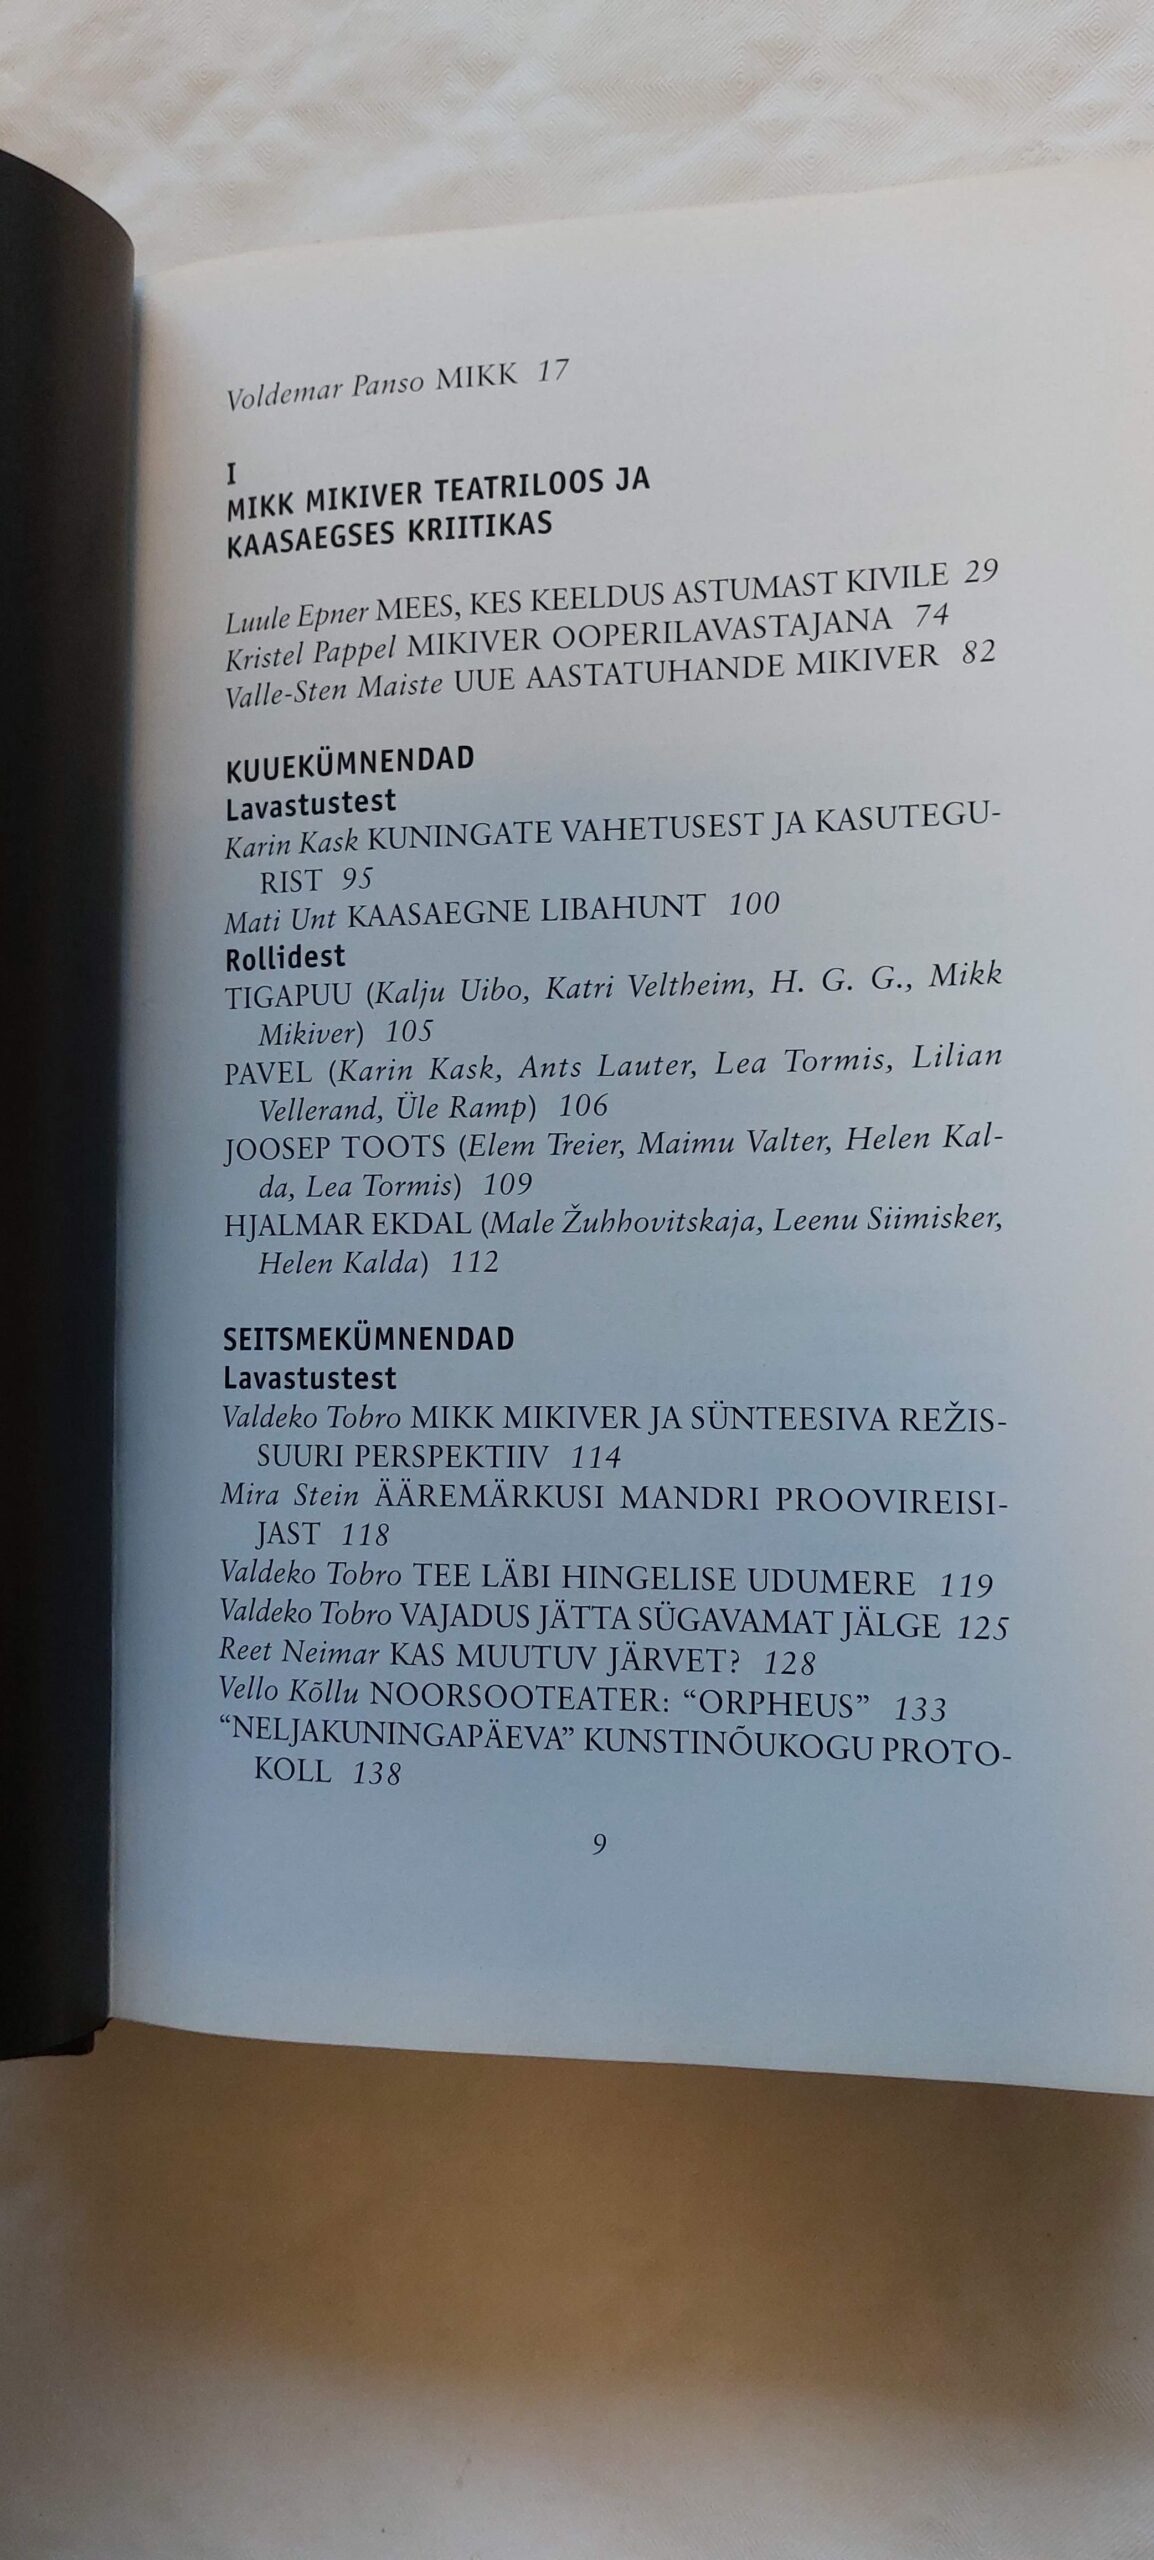 Voldemar Panso MIKK 17
I
MIKK MIKIVER TEATRILOOS JA
KAASAEGSES KRIITIKAS
Luule Epner MEES, KES KEELDUS ASTUMAST KIVILE 29
Kristel Pappel MIKIVER OOPERILAVASTAJANA 74
Valle-Sten Maiste UUE AASTATUHANDE MIKIVER 82
KUUEKÜMNENDAD
Lavastustest
Karin Kask KUNINGATE VAHETUSEST JA KASUTEGU-
RIST 95
Mati Unt KAASAEGNE LIBAHUNT 100
Rollidest
TIGAPUU (Kalju Uibo, Katri Veltheim, H. G. G., Mikk
Mikiver) 105
PAVEL (Karin Kask, Ants Lauter, Lea Tormis, Lilian
Vellerand, Üle Ramp) 106
JOOSEP TOOTS (Elem Treier, Maimu Valter, Helen Kal-
da, Lea Tormis) 109
HJALMAR EKDAL (Male Žuhhovitskaja, Leenu Siimisker,
Helen Kalda) 112
SEITSMEKÜMNENDAD
Lavastustest
Valdeko Tobro MIKK MIKIVER JA SÜNTEESIVA REŽIS-
SUURI PERSPEKTIIV 114
Mira Stein ÄÄREMÄRKUSI MANDRI PROOVIREISI-
JAST 118
Valdeko Tobro TEE LÄBI HINGELISE UDUMERE 119
Valdeko Tobro VAJADUS JÄTTA SÜGAVAMAT JÄLGE 125
Reet Neimar KAS MUUTUV JÄRVET? 128
Vello Kõllu NOORSOOTEATER: “ORPHEUS” 133
“NELJAKUNINGAPÄEVA” KUNSTINÕUKOGU PROTO-
KOLL 138
9